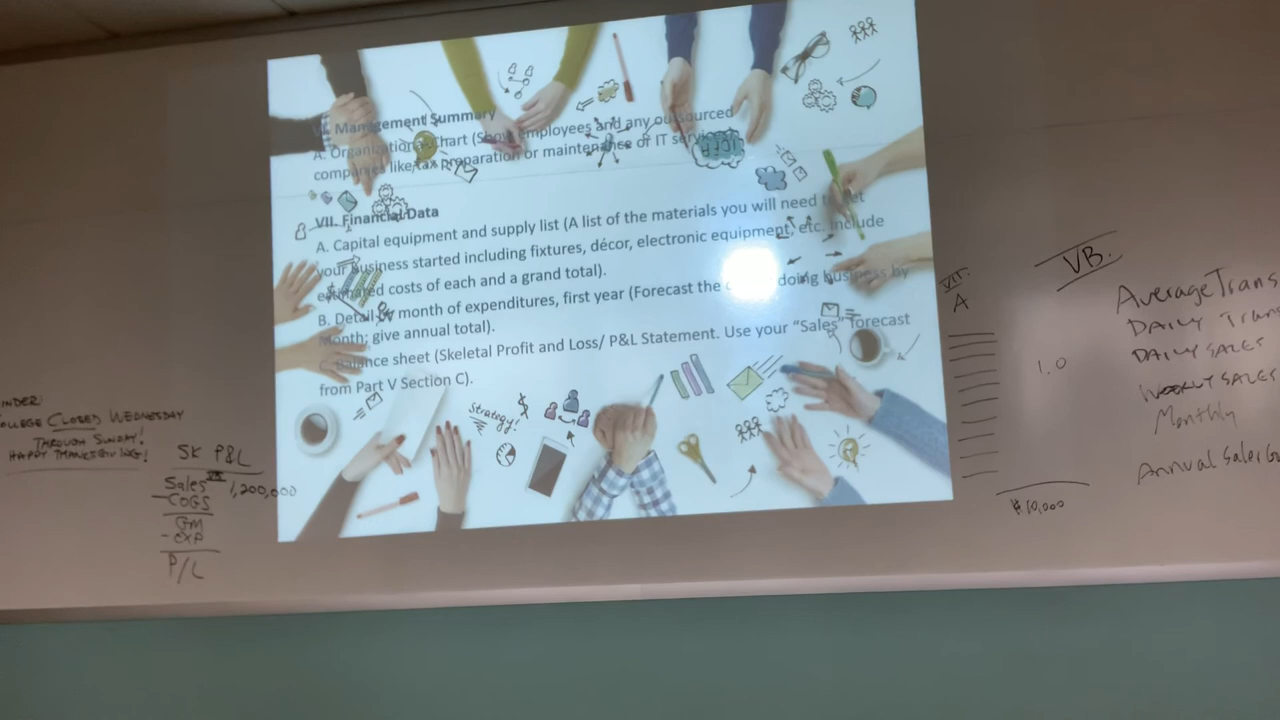 Management Summary
A. Organizational Chart (Show employees and any outsourced
companies like tax preparation or maintenance of IT services
VII. Financial Data
A. Capital equipment and supply list (A list of the materials you will need to get
your business started including fixtures, décor, electronic equipment, etc. Include
estimated costs of each and a grand total).
B. Detail by month of expenditures, first year (Forecast the doing business by
Month; give annual total).
Balance sheet (Skeletal Profit and Loss/ P&L Statement. Use your “Sales” forecast
from Part V Section C).
Strategy!
NDER!
OLLEGE CLOSED WEDNESDAY
THROUGH SUNDAY!
HAPPY THANKSGIVING!
SK P&L
Sales 1,200,000
- COGS
GM
- EXP
P/L
VII.
A
1.0
$10,000
VB.
Average Trans
DAILY Tran
DAILY SALES
WEEKLY SALES
Monthly
Annual Sales